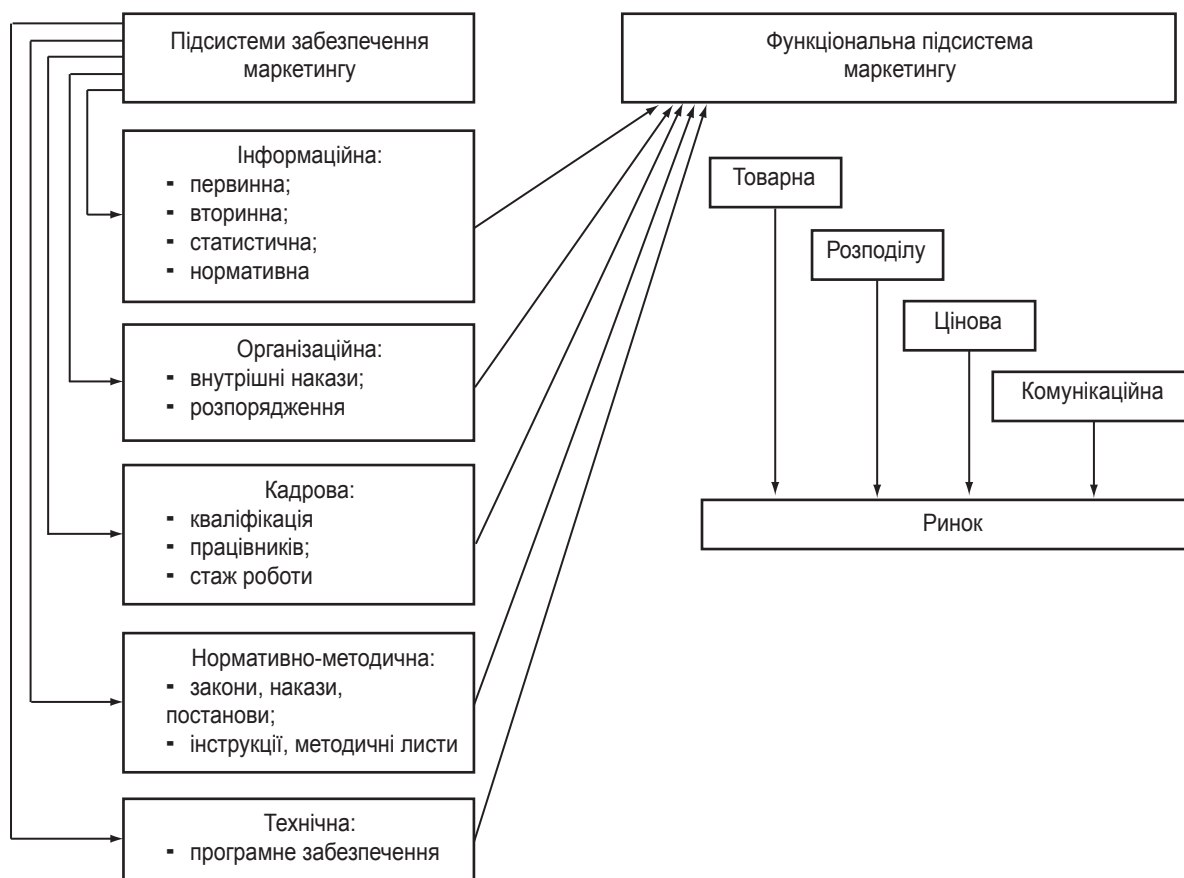 Підсистеми забезпечення
маркетингу
Функціональна підсистема
маркетингу
Інформаційна:
- первинна;
- вторинна;
- статистична;
- нормативна
Організаційна:
- внутрішні накази;
- розпорядження
Кадрова:
- кваліфікація
- працівників;
- стаж роботи
Нормативно-методична:
- закони, накази,
постанови;
- інструкції, методичні листи
Технічна:
- програмне забезпечення
Товарна
Розподілу
Цінова
Комунікаційна
Ринок